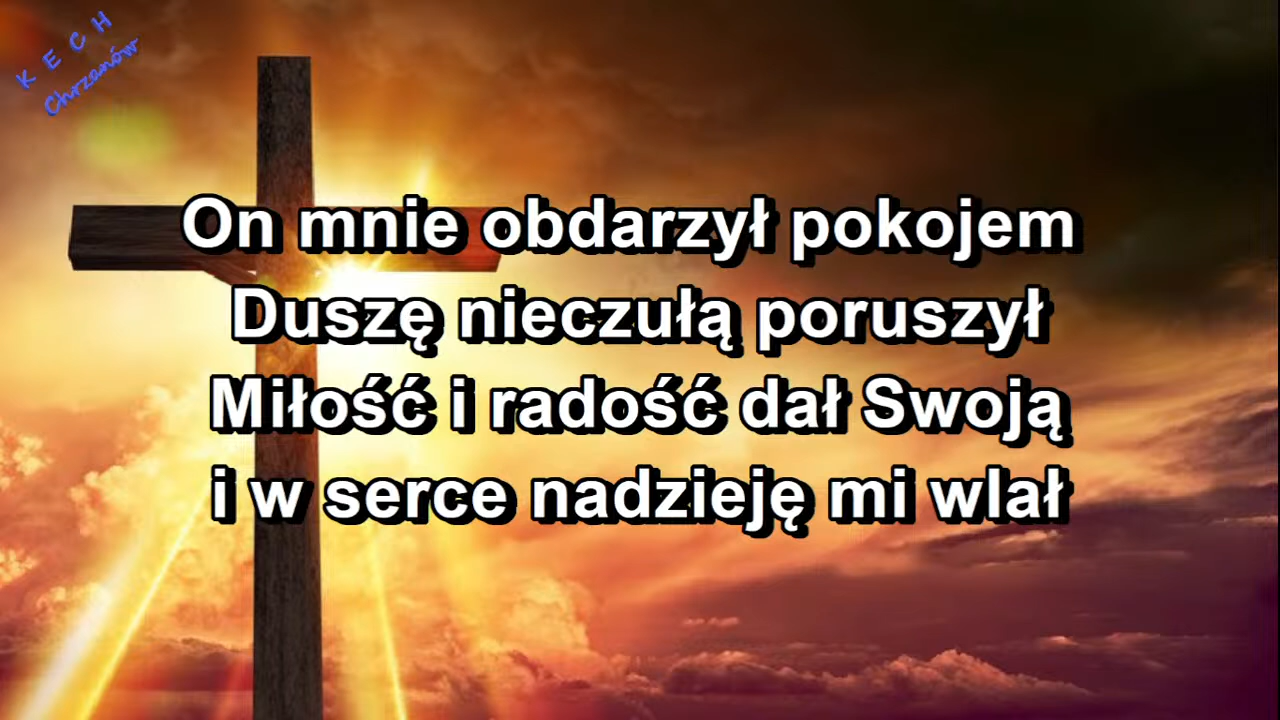 K E C H
Chrzanów
On mnie obdarzył pokojem
Duszę nieczułą poruszył
Miłość i radość dał Swoją
i w serce nadzieję mi wlał